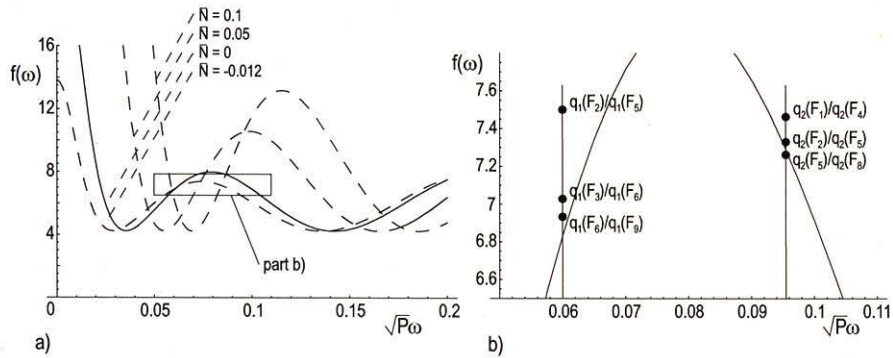 N̄ = 0.1
N̄ = 0.05
N̄ = 0
N̄ = -0.012
16
f(ω)
12
8
4
0
0.05
0.1
0.15
0.2
√P̄ω
part b)
a)
f(ω)
7.6
7.4
7.2
7
6.8
6.6
q₁(F₂)/q₁(F₅)
q₁(F₃)/q₁(F₆)
q₁(F₆)/q₁(F₉)
q₂(F₁)/q₂(F₄)
q₂(F₂)/q₂(F₅)
q₂(F₅)/q₂(F₈)
0.06
0.07
0.08
0.09
0.1
0.11
√P̄ω
b)